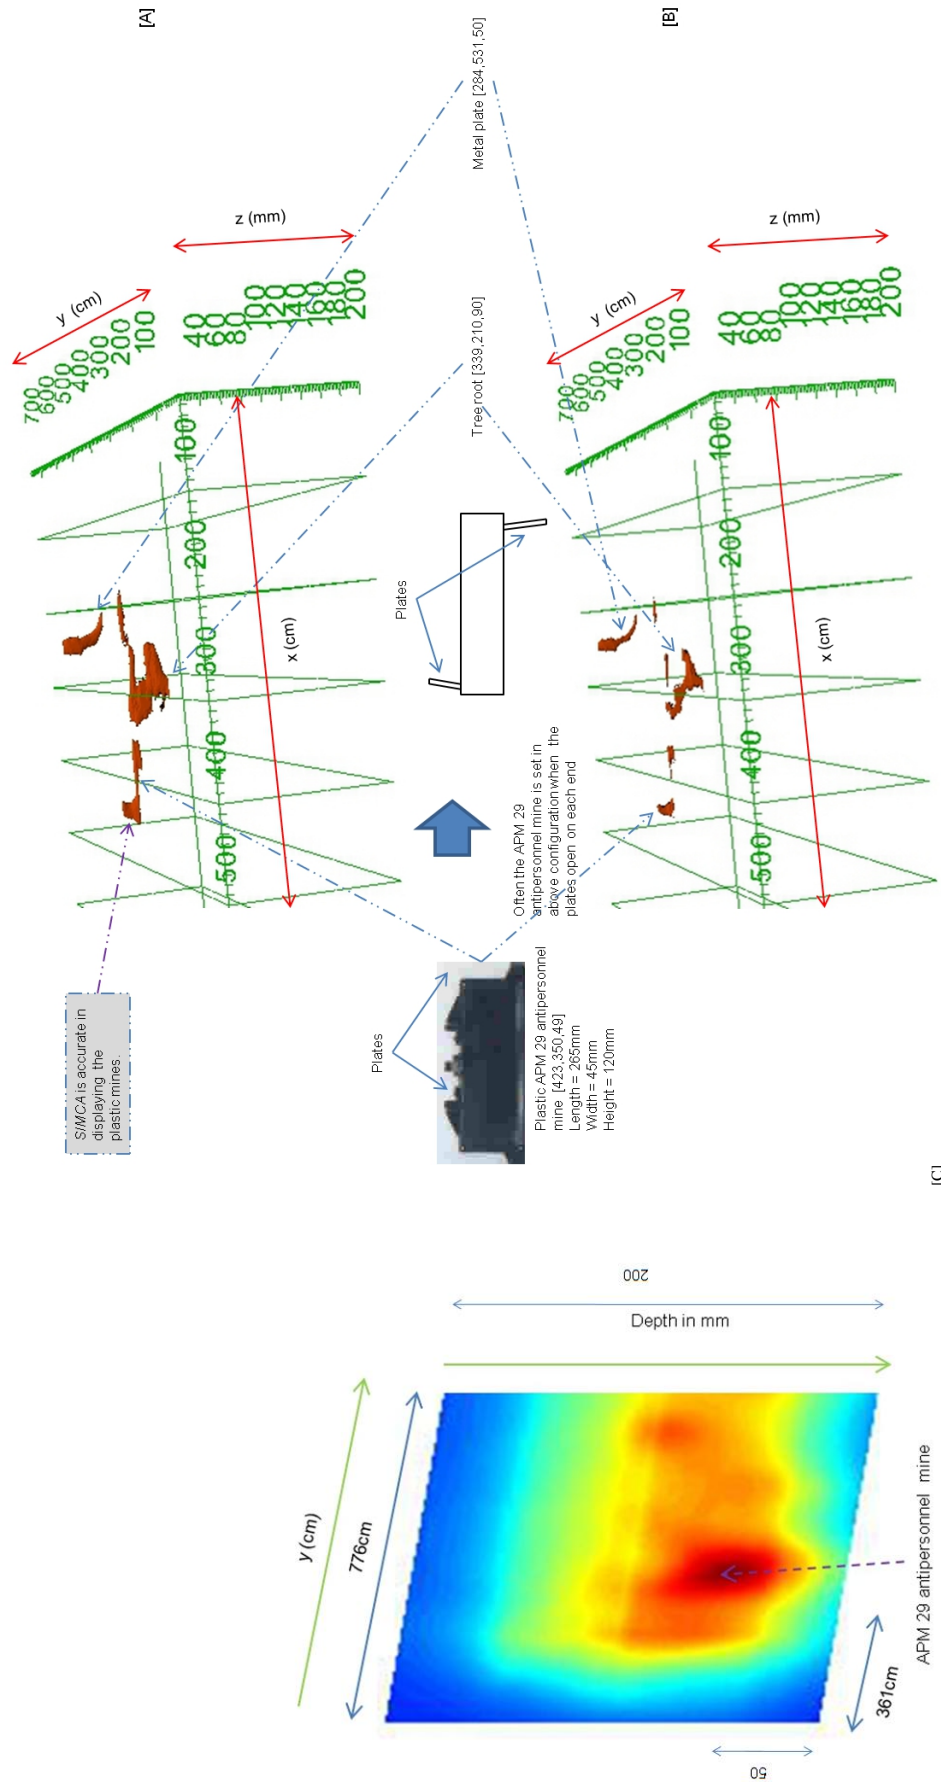 [A]
y (cm)
700
600
500
400
300
200
100
z (mm)
40
60
80
100
120
140
160
180
200
100
200
300
400
500
x (cm)
SIMCA is accurate in
displaying the
plastic mines.
Metal plate [284,531,50]
Tree root [339,210,90]
Plates
Plates
Often the APM 29
antipersonnel mine is set in
above configuration when the
plates open on each end
Plastic APM 29 antipersonnel
mine [423,350,49]
Length = 265mm
Width = 45mm
Height = 120mm
[B]
y (cm)
700
600
500
400
300
200
100
z (mm)
40
60
80
100
120
140
160
180
200
100
200
300
400
500
x (cm)
[C]
y (cm)
776cm
Depth in mm
200
50
361cm
APM 29 antipersonnel mine